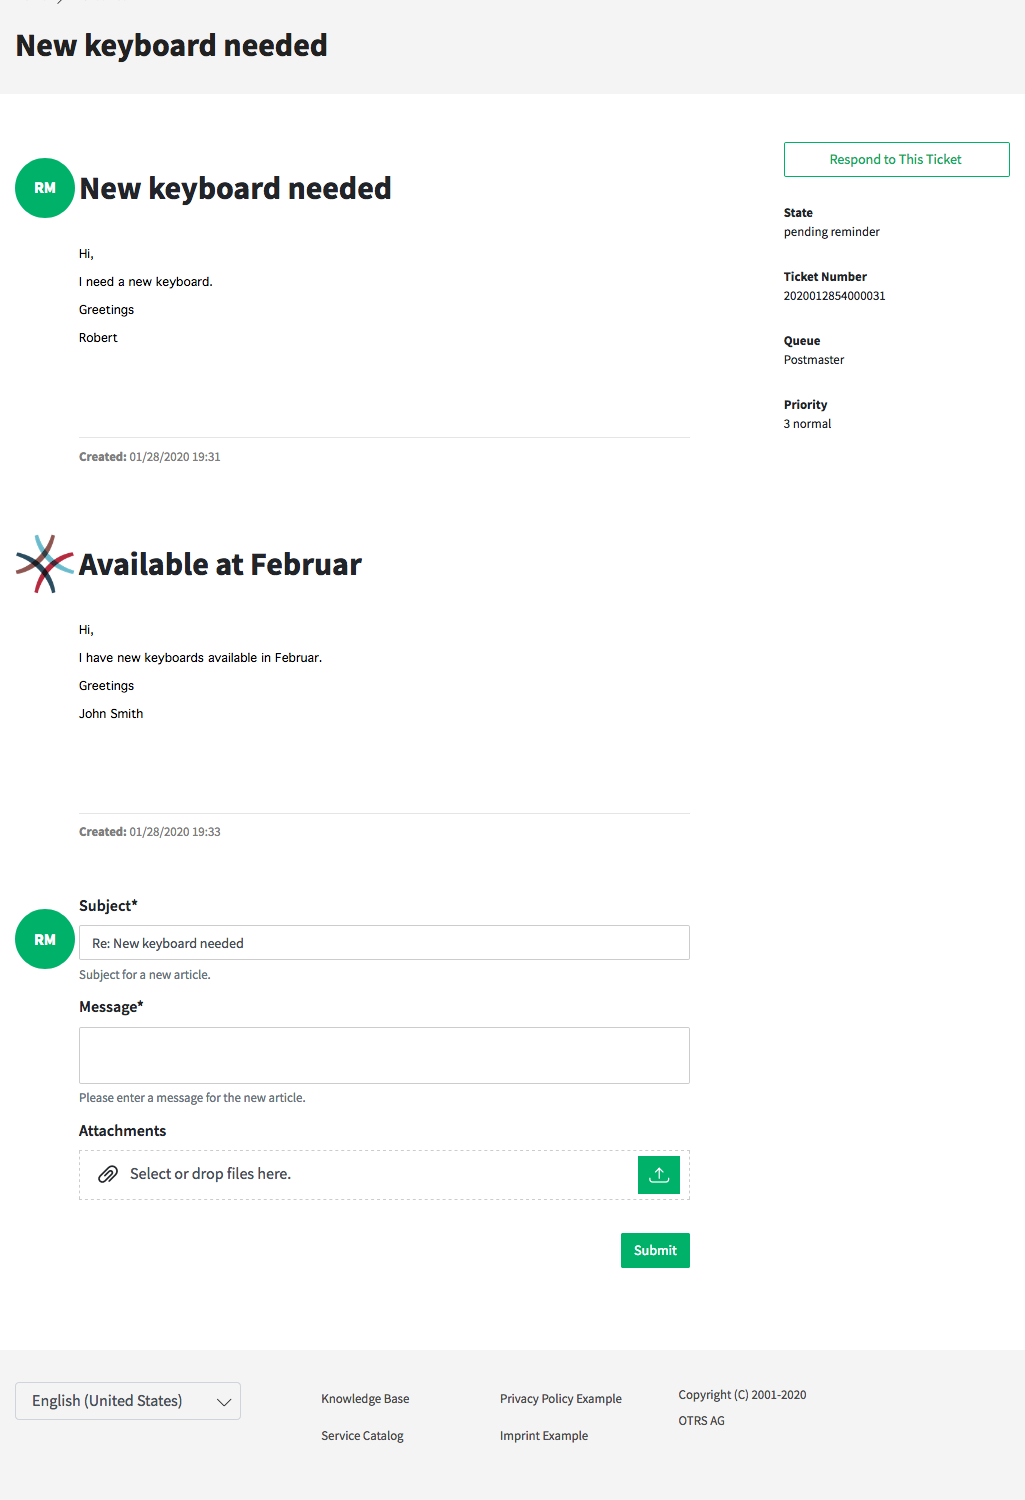 New keyboard needed
Respond to This Ticket
RM
New keyboard needed
Hi,
I need a new keyboard.
Greetings
Robert
Created: 01/28/2020 19:31
State
pending reminder
Ticket Number
2020012854000031
Queue
Postmaster
Priority
3 normal
Available at Februar
Hi,
I have new keyboards available in Februar.
Greetings
John Smith
Created: 01/28/2020 19:33
RM
Subject*
Re: New keyboard needed
Subject for a new article.
Message*
Please enter a message for the new article.
Attachments
Select or drop files here.
Submit
English (United States)
Knowledge Base
Service Catalog
Privacy Policy Example
Imprint Example
Copyright (C) 2001-2020
OTRS AG